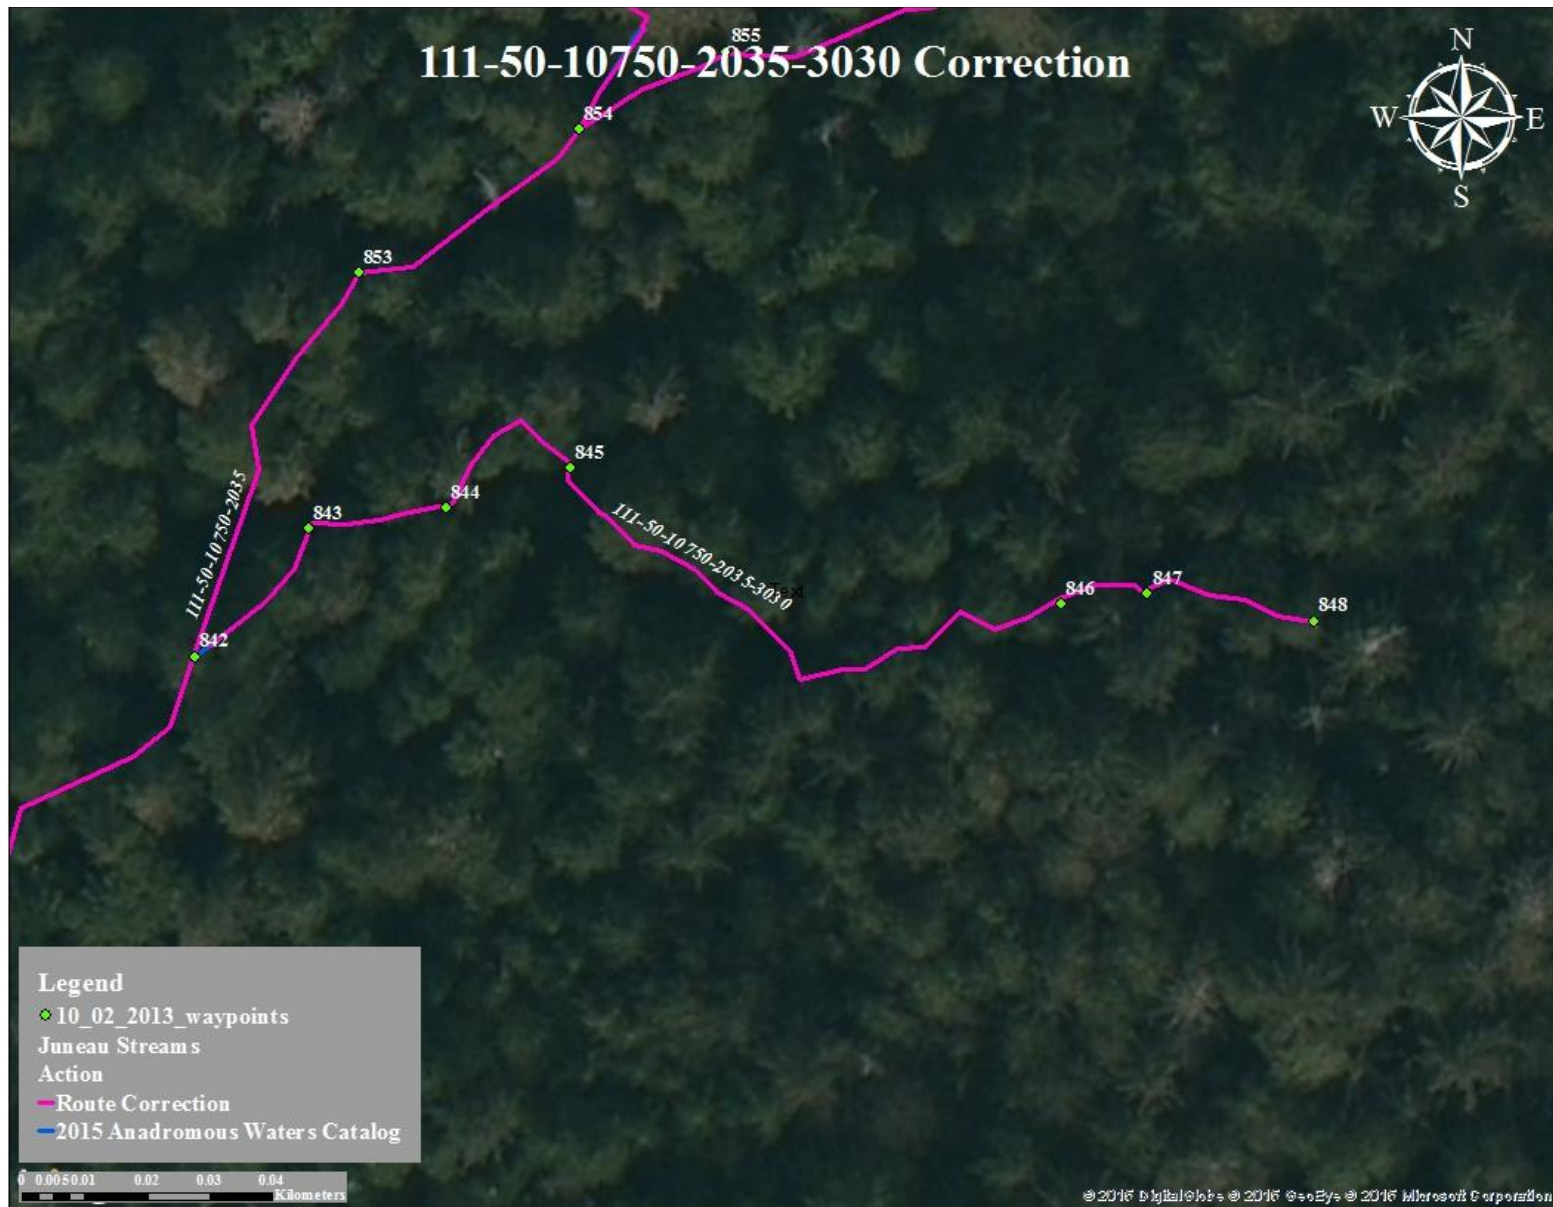 855
111-50-10750-2035-3030 Correction
N
W
E
S
854
853
845
844
843
111-50-10750-2035
111-50-10750-2035-3030
Text
846
847
848
842
Legend
10_02_2013_waypoints
Juneau Streams
Action
Route Correction
2015 Anadromous Waters Catalog
0 0.005 0.01 0.02 0.03 0.04
Kilometers
© 2016 DigitalGlobe © 2016 GeoEye © 2016 Microsoft Corporation